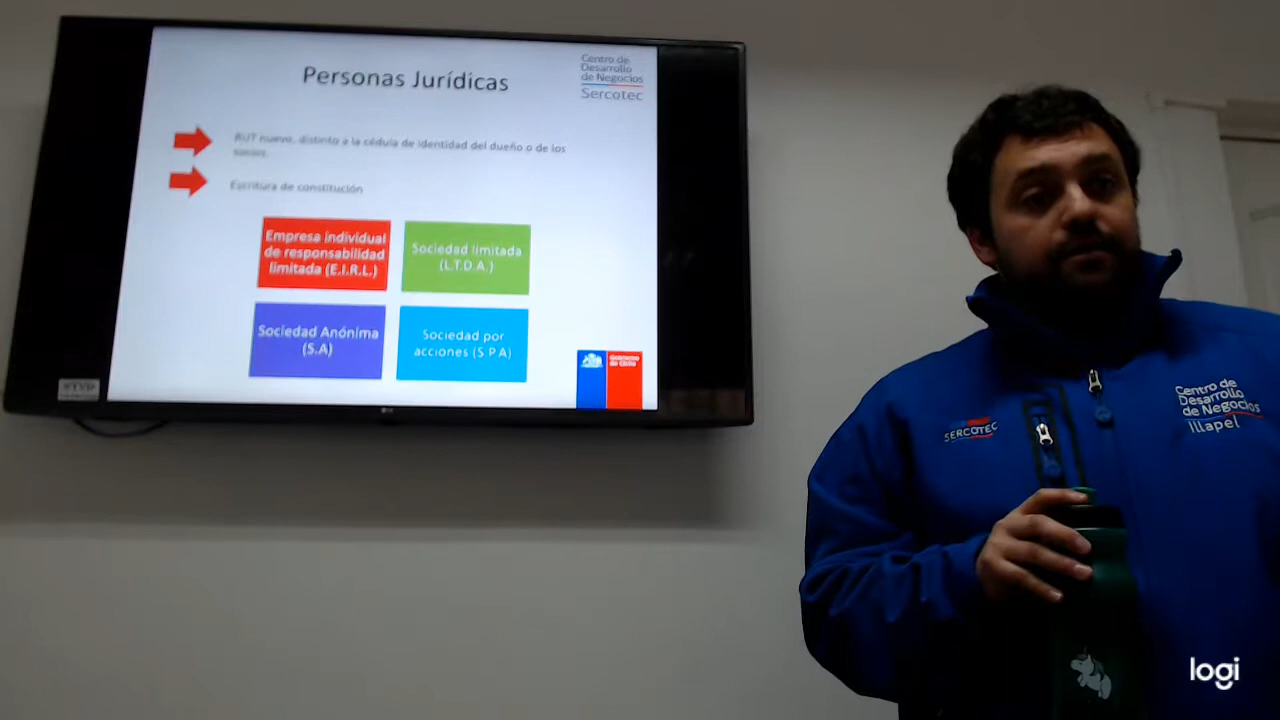 Personas Jurídicas
Centro de
Desarrollo
de Negocios
Sercotec
RUT nuevo, distinto a la cédula de identidad del dueño o de los
socios.
Escritura de constitución
Empresa individual
de responsabilidad
limitada (E.I.R.L.)
Sociedad limitada
(L.T.D.A.)
Sociedad Anónima
(S.A)
Sociedad por
acciones (S P A)
Gobierno
de Chile
LG
SERCOTEC
Centro de
Desarrollo
de Negocios
Illapel
logi